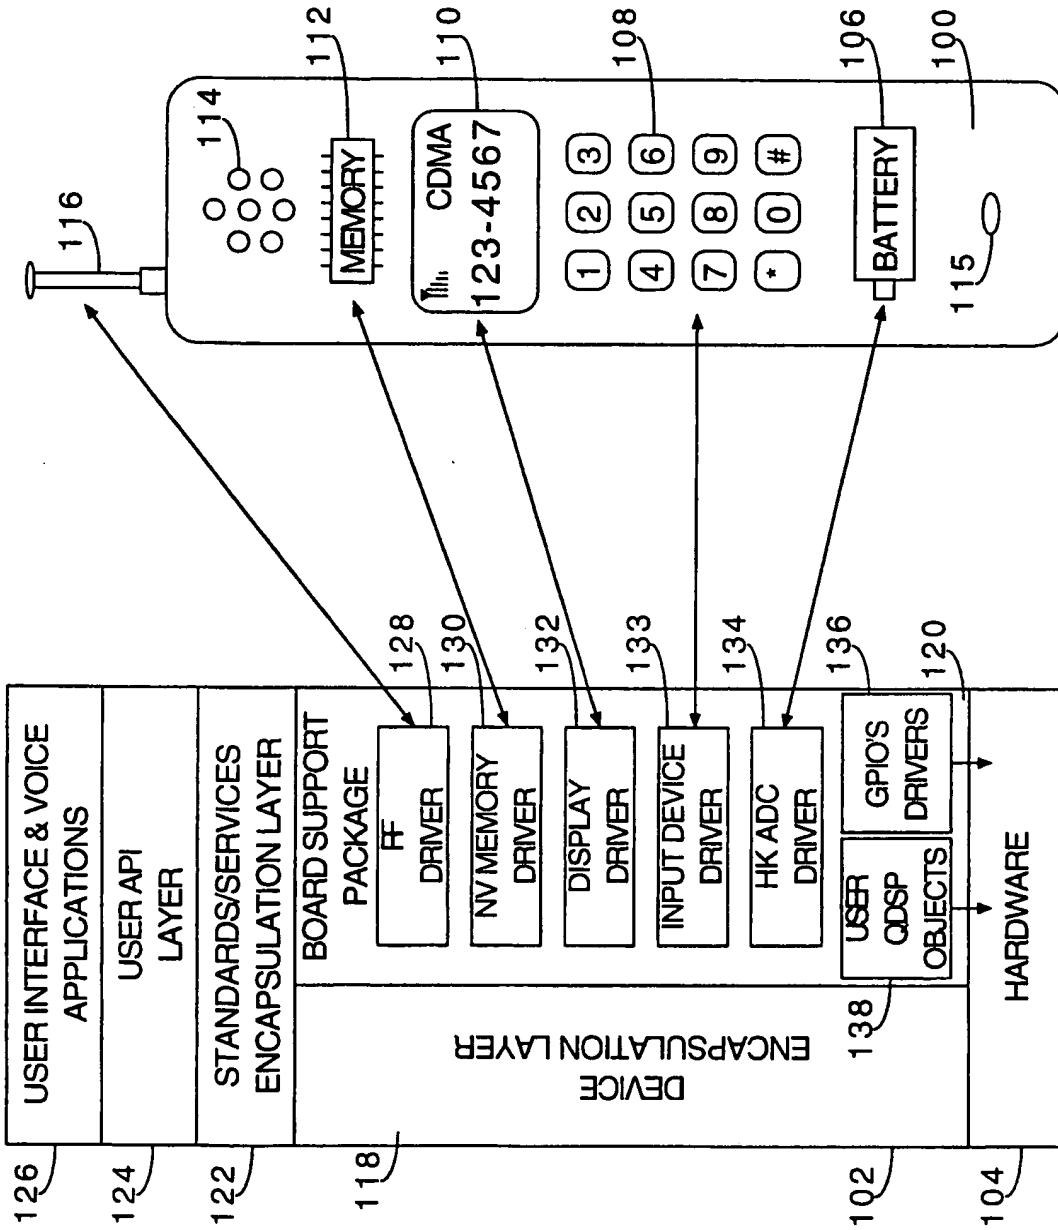 126
USER INTERFACE & VOICE
APPLICATIONS
124
USER API
LAYER
122
STANDARDS/SERVICES
ENCAPSULATION LAYER
118
DEVICE
ENCAPSULATION LAYER
BOARD SUPPORT
PACKAGE
RF
DRIVER
128
NV MEMORY
DRIVER
130
DISPLAY
DRIVER
132
INPUT DEVICE
DRIVER
133
HK ADC
DRIVER
134
USER
QDSP
OBJECTS
138
GPIO'S
DRIVERS
136
120
102
HARDWARE
104
116
114
MEMORY
112
CDMA
123-4567
110
1 2 3
4 5 6
7 8 9
* 0 #
108
BATTERY
106
115
100